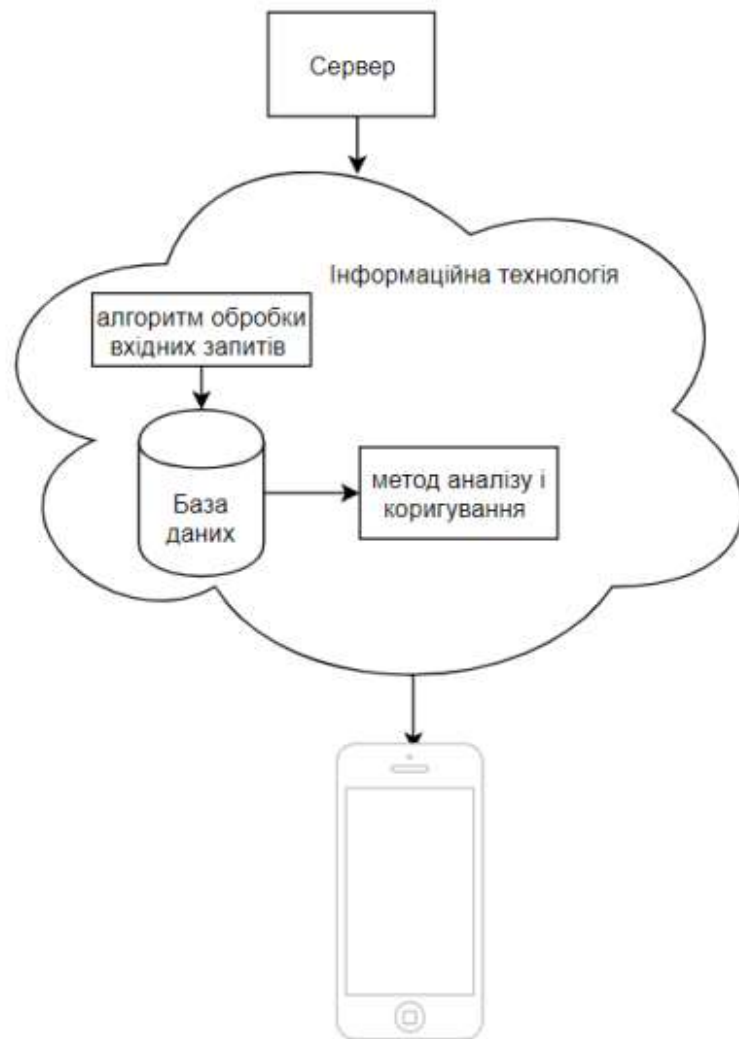 Сервер
Інформаційна технологія
алгоритм обробки
вхідних запитів
База
даних
метод аналізу і
коригування